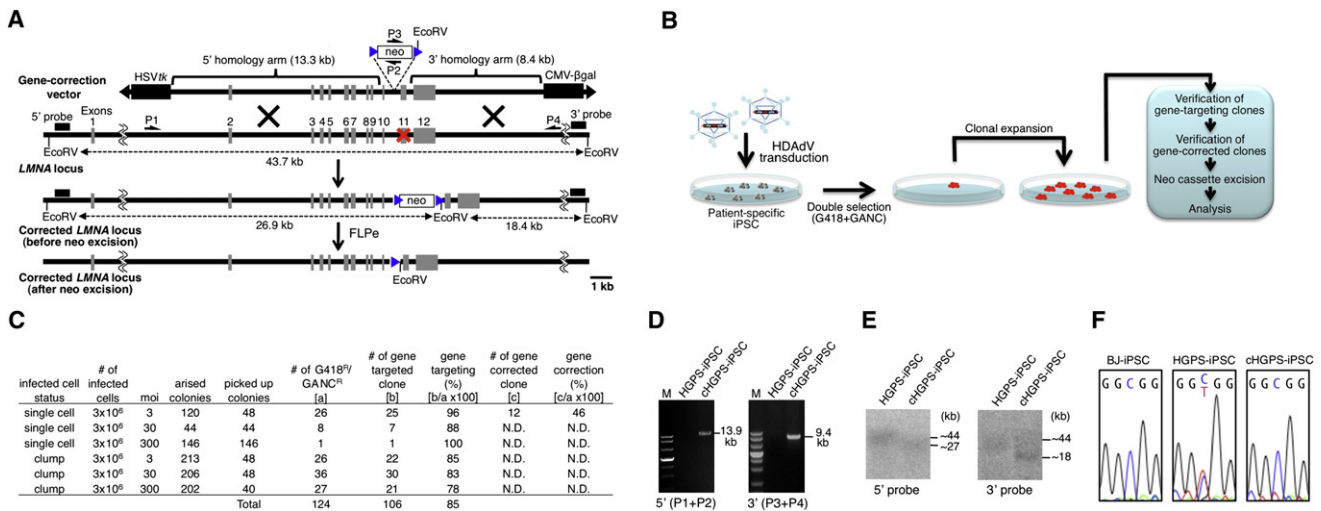 A
P3
EcoRV
neo
P2
5' homology arm (13.3 kb)
3' homology arm (8.4 kb)
HSVtk
CMV-βgal
Gene-correction
vector
5' probe
Exons
1
P1
2
3 4 5
6 7
8 9 10
11
12
P4
3' probe
EcoRV
EcoRV
43.7 kb
LMNA locus
neo
EcoRV
EcoRV
EcoRV
26.9 kb
18.4 kb
Corrected LMNA locus
(before neo excision)
FLPe
EcoRV
Corrected LMNA locus
(after neo excision)
1 kb
B
HDAdV
transduction
Patient-specific
iPSC
Double selection
(G418+GANC)
Clonal expansion
Verification of
gene-targeting clones
Verification of
gene-corrected clones
Neo cassette excision
Analysis
C
infected cell status | # of infected cells | moi | arised colonies | picked up colonies | # of G418R/ GANCR [a] | # of gene targeted clone [b] | gene targeting (%) [b/a x100] | # of gene corrected clone [c] | gene correction (%) [c/a x100]
single cell 3x10⁶ 3 120 48 26 25 96 12 46
single cell 3x10⁶ 30 44 44 8 7 88 N.D. N.D.
single cell 3x10⁶ 300 146 146 1 1 100 N.D. N.D.
clump 3x10⁶ 3 213 48 26 22 85 N.D. N.D.
clump 3x10⁶ 30 206 48 36 30 83 N.D. N.D.
clump 3x10⁶ 300 202 40 27 21 78 N.D. N.D.
Total 124 106 85
D
M HGPS-iPSC cHGPS-iPSC
13.9
kb
5' (P1+P2)
M HGPS-iPSC cHGPS-iPSC
9.4
kb
3' (P3+P4)
E
HGPS-iPSC cHGPS-iPSC
(kb)
~44
~27
5' probe
HGPS-iPSC cHGPS-iPSC
(kb)
~44
~18
3' probe
F
BJ-iPSC
G G C G G
HGPS-iPSC
G G C G G
T
cHGPS-iPSC
G G C G G